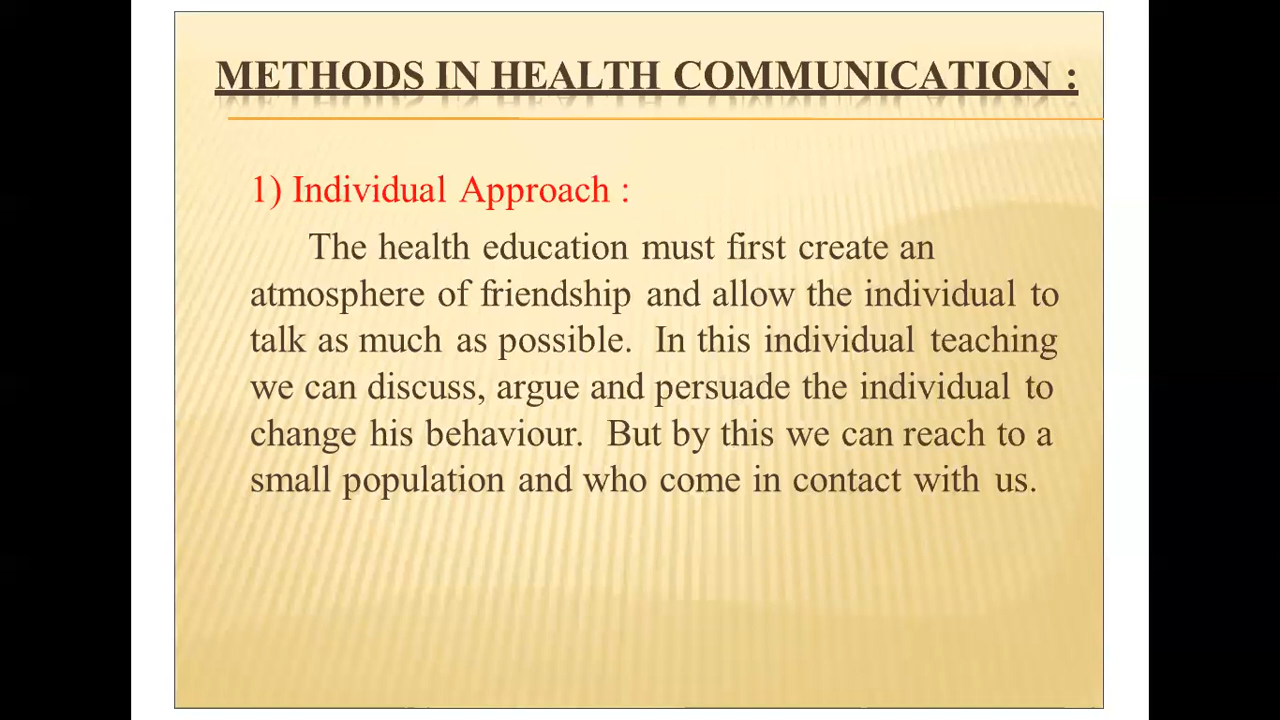 METHODS IN HEALTH COMMUNICATION :
1) Individual Approach :
The health education must first create an
atmosphere of friendship and allow the individual to
talk as much as possible. In this individual teaching
we can discuss, argue and persuade the individual to
change his behaviour. But by this we can reach to a
small population and who come in contact with us.